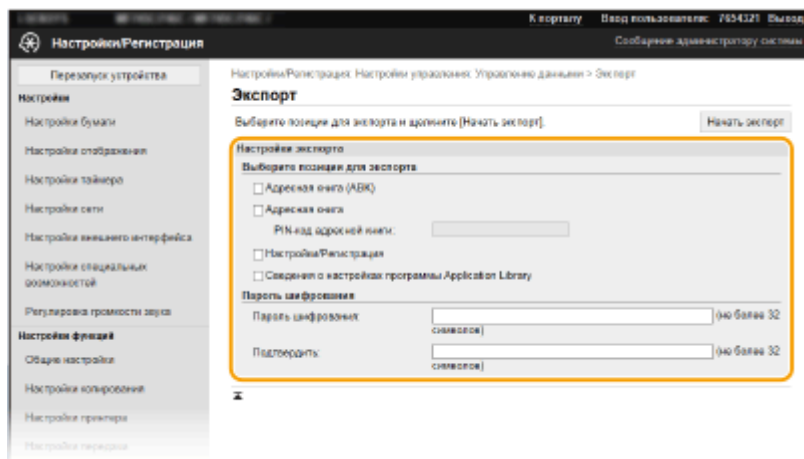 К порталу Ввод пользователя: 7654321 Выход
Настройки/Регистрация
Сообщение администратору системы
Перезапуск устройства
Настройки
Настройки бумаги
Настройки отображения
Настройки таймера
Настройки сети
Настройки внешнего интерфейса
Настройки специальных
возможностей
Регулировка громкости звука
Настройки функций
Общие настройки
Настройки копирования
Настройки принтера
Настройки передачи
Настройки/Регистрация: Настройки управления: Управление данными > Экспорт
Экспорт
Выберите позиции для экспорта и щелкните [Начать экспорт].
Начать экспорт
Настройки экспорта
Выберите позиции для экспорта
Адресная книга (ABK)
Адресная книга
PIN-код адресной книги:
Настройки/Регистрация
Сведения о настройках программы Application Library
Пароль шифрования
Пароль шифрования: (не более 32
символов)
Подтвердить: (не более 32
символов)